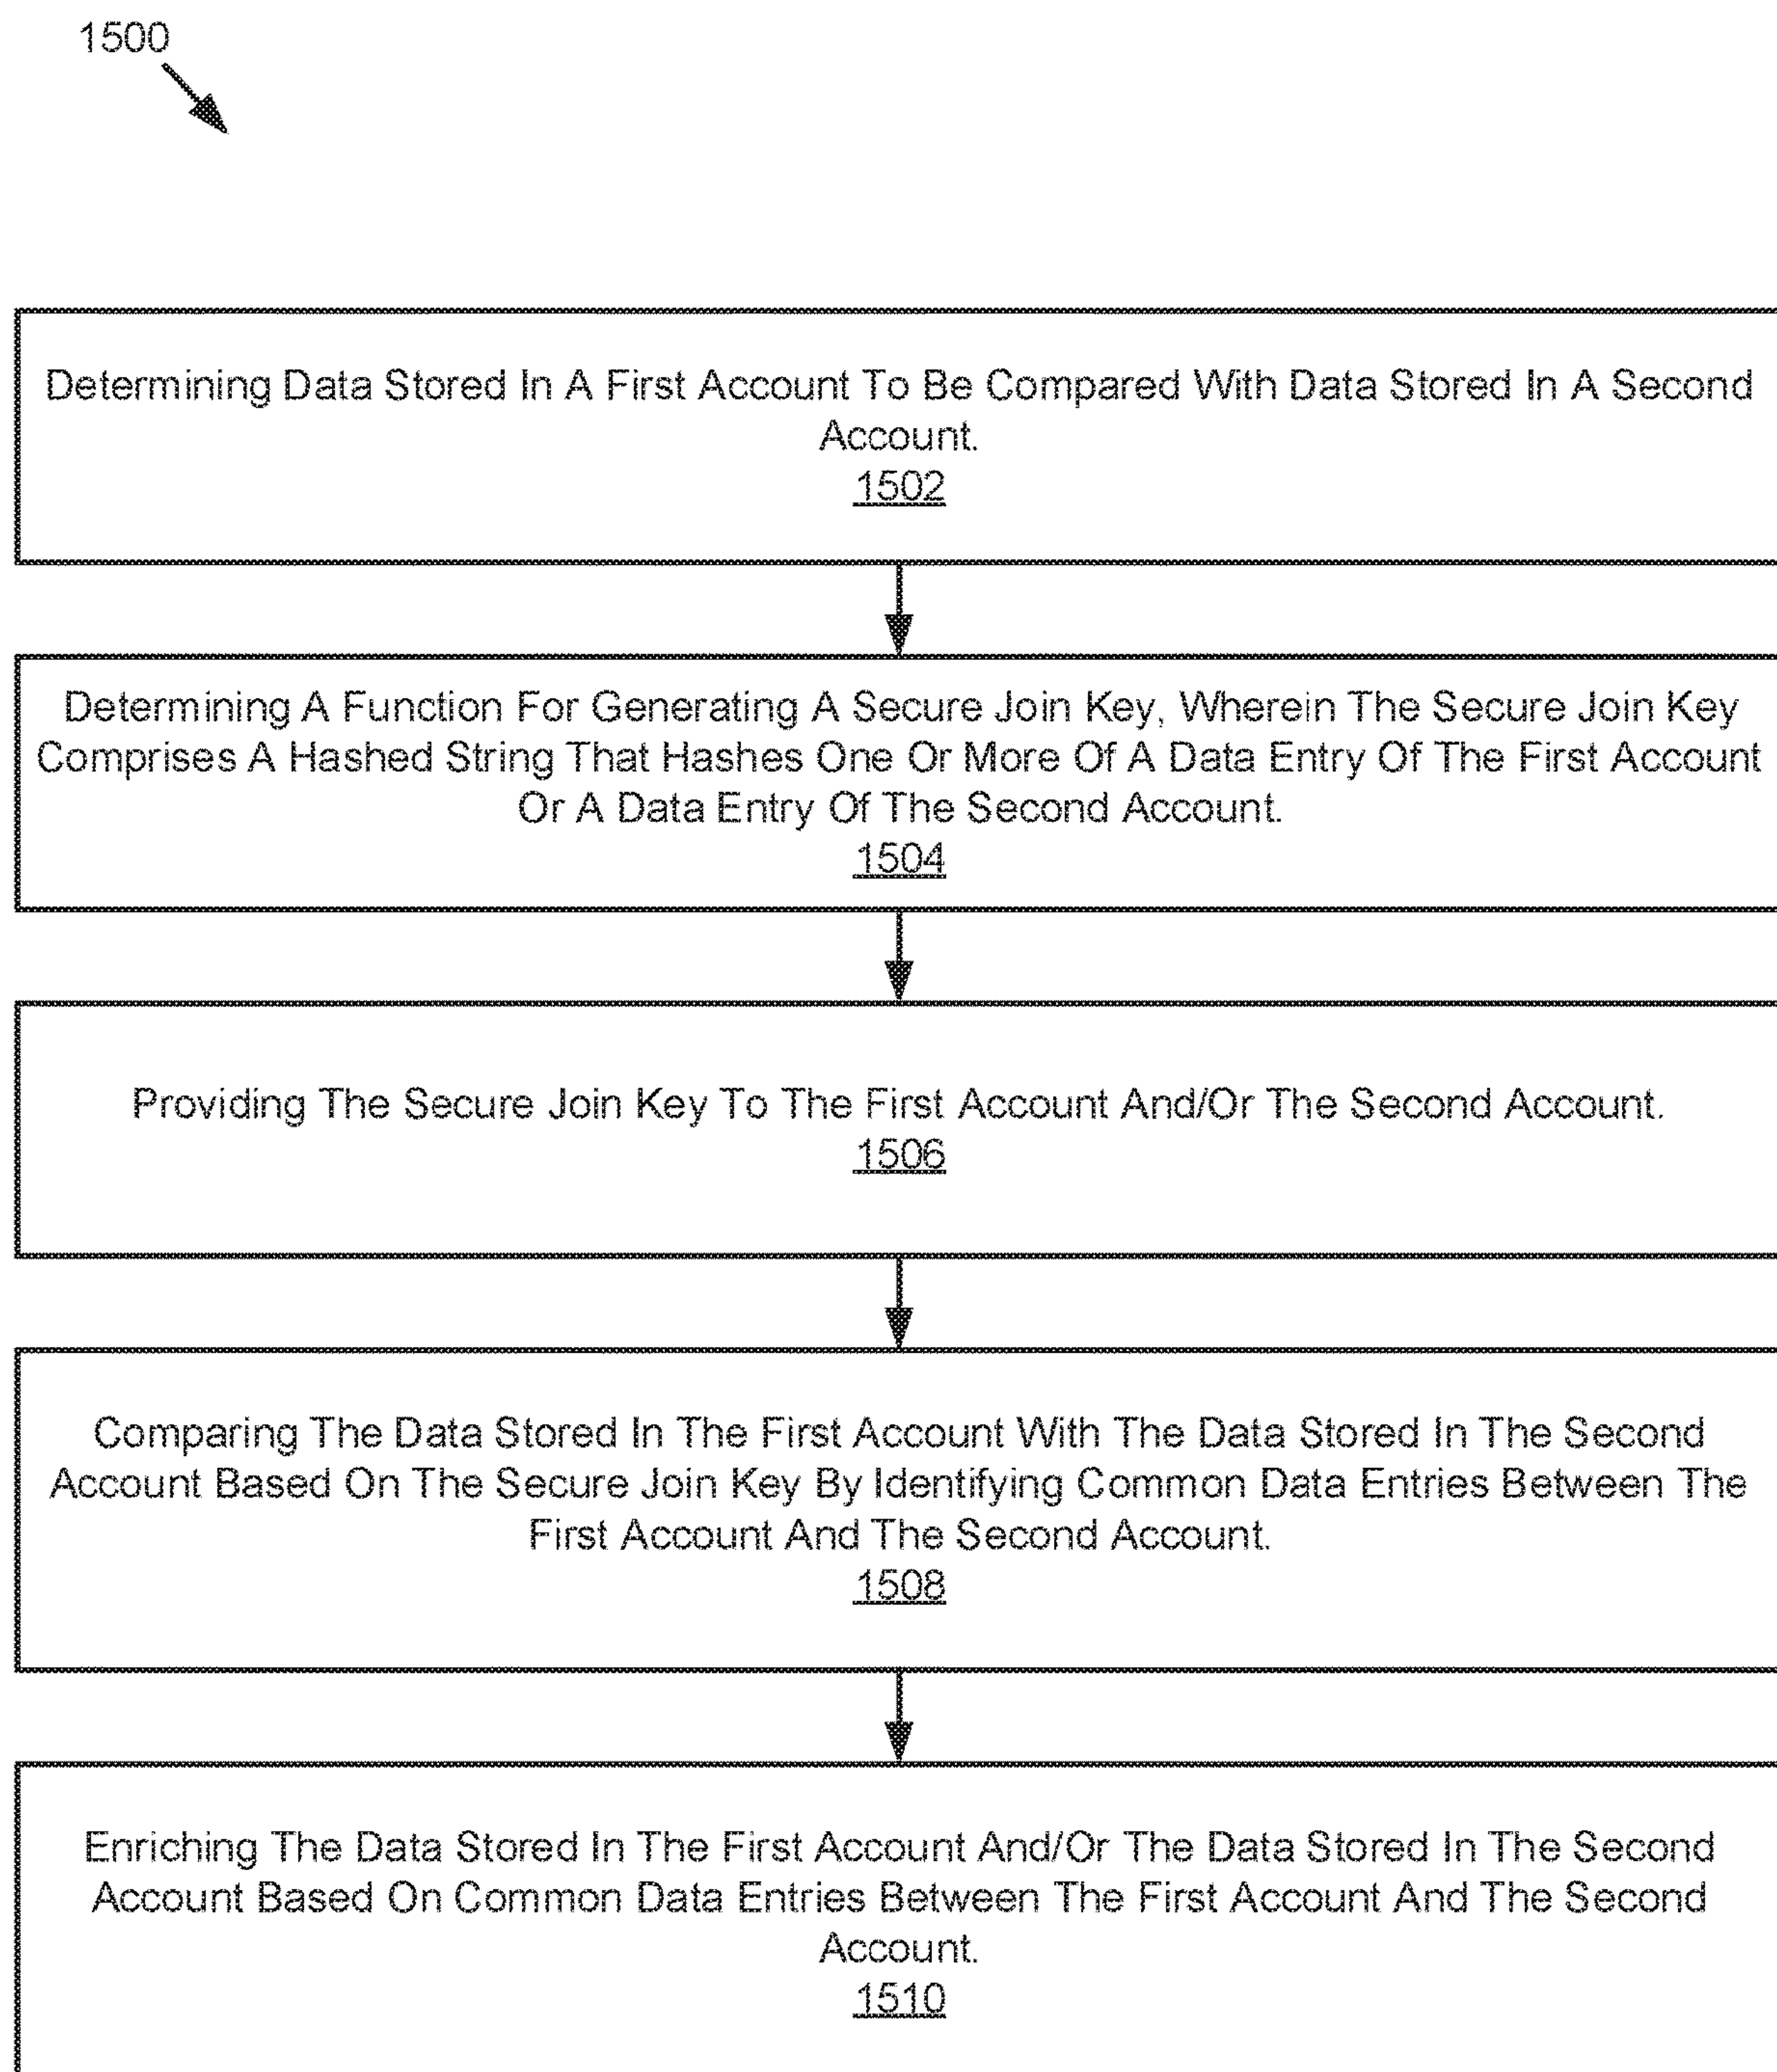 1500
Determining Data Stored In A First Account To Be Compared With Data Stored In A Second
Account.
1502
Determining A Function For Generating A Secure Join Key, Wherein The Secure Join Key
Comprises A Hashed String That Hashes One Or More Of A Data Entry Of The First Account
Or A Data Entry Of The Second Account.
1504
Providing The Secure Join Key To The First Account And/Or The Second Account.
1506
Comparing The Data Stored In The First Account With The Data Stored In The Second
Account Based On The Secure Join Key By Identifying Common Data Entries Between The
First Account And The Second Account.
1508
Enriching The Data Stored In The First Account And/Or The Data Stored In The Second
Account Based On Common Data Entries Between The First Account And The Second
Account.
1510